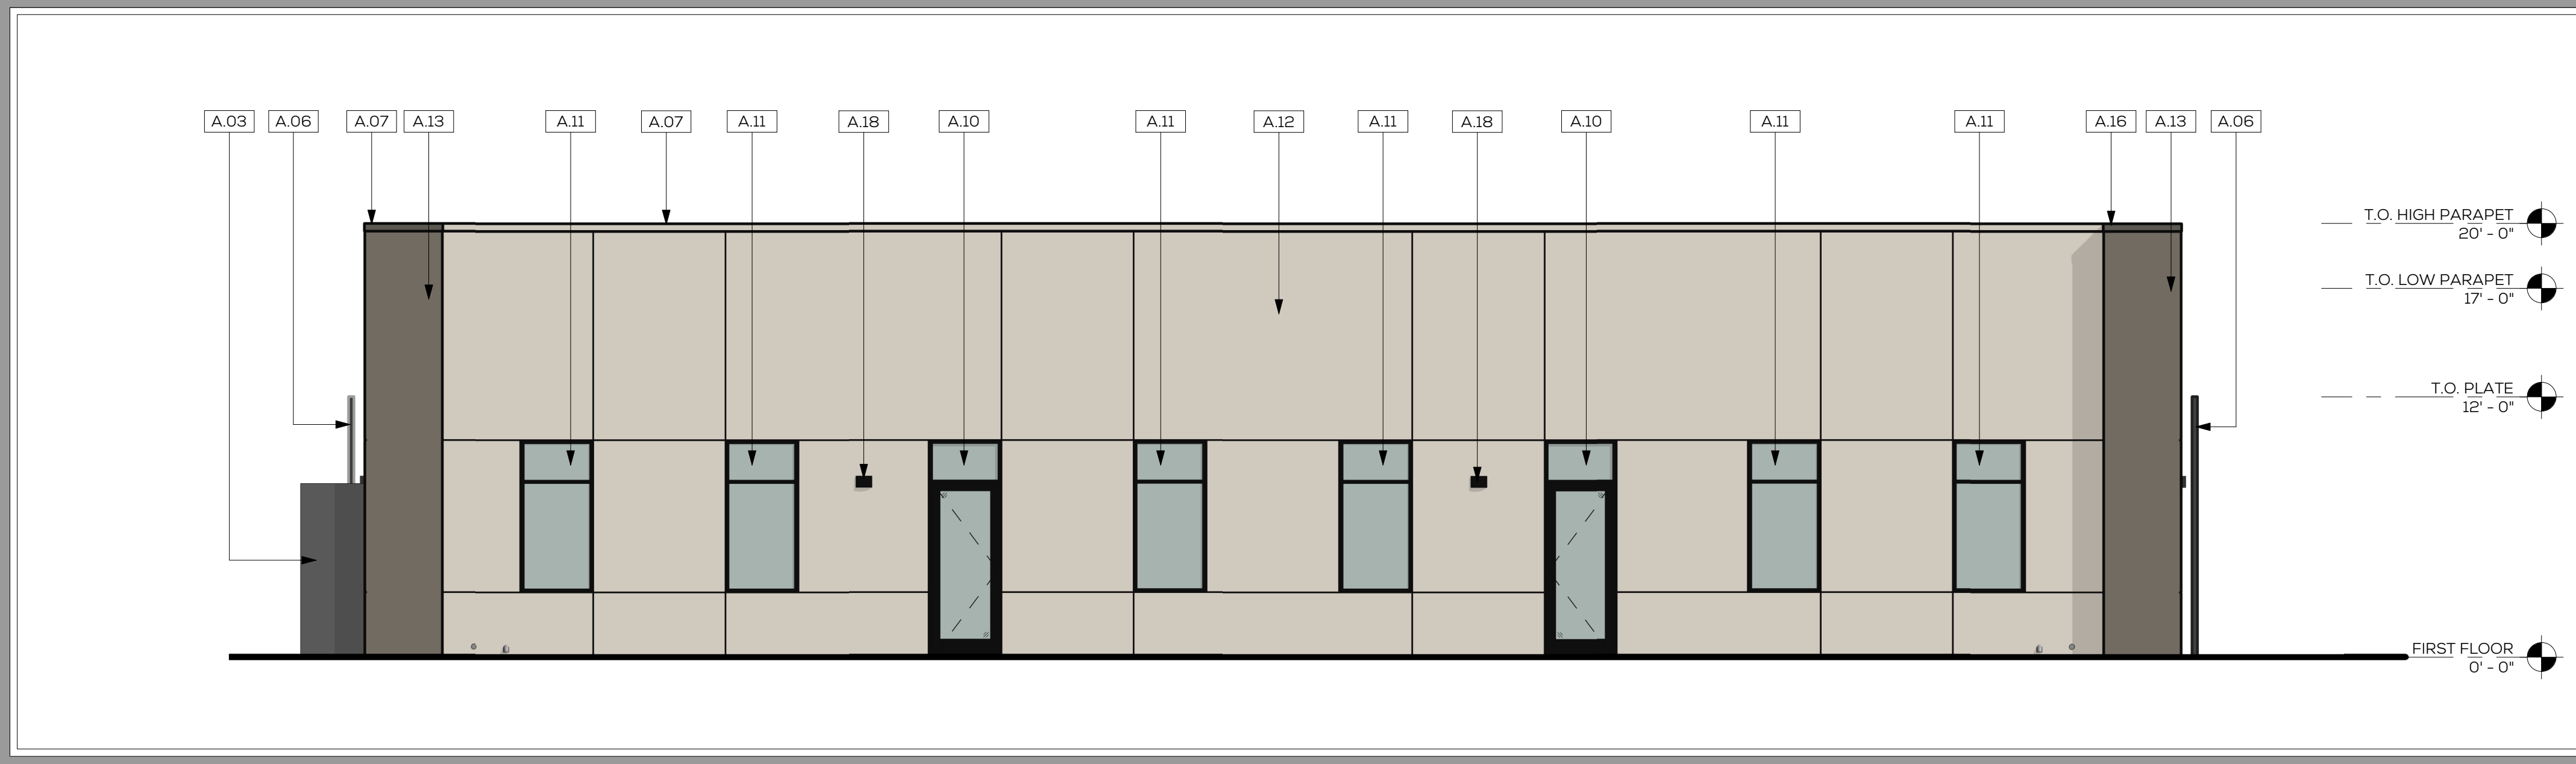 A.03 A.06 A.07 A.13 A.11 A.07 A.11 A.18 A.10 A.11 A.12 A.11 A.18 A.10 A.11 A.11 A.16 A.13 A.06
T.O. HIGH PARAPET
20' - 0"
T.O. LOW PARAPET
17' - 0"
T.O. PLATE
12' - 0"
FIRST FLOOR
0' - 0"